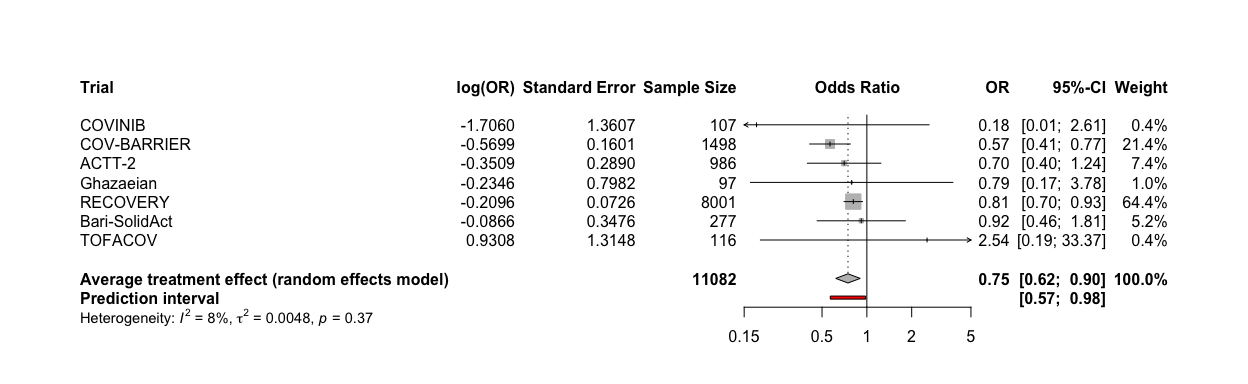 Trial log(OR) Standard Error Sample Size Odds Ratio OR 95%-CI Weight
COVINIB -1.7060 1.3607 107 0.18 [0.01; 2.61] 0.4%
COV-BARRIER -0.5699 0.1601 1498 0.57 [0.41; 0.77] 21.4%
ACTT-2 -0.3509 0.2890 986 0.70 [0.40; 1.24] 7.4%
Ghazaeian -0.2346 0.7982 97 0.79 [0.17; 3.78] 1.0%
RECOVERY -0.2096 0.0726 8001 0.81 [0.70; 0.93] 64.4%
Bari-SolidAct -0.0866 0.3476 277 0.92 [0.46; 1.81] 5.2%
TOFACOV 0.9308 1.3148 116 2.54 [0.19; 33.37] 0.4%
Average treatment effect (random effects model) 11082 0.75 [0.62; 0.90] 100.0%
Prediction interval [0.57; 0.98]
Heterogeneity: I² = 8%, τ² = 0.0048, p = 0.37
0.15 0.5 1 2 5